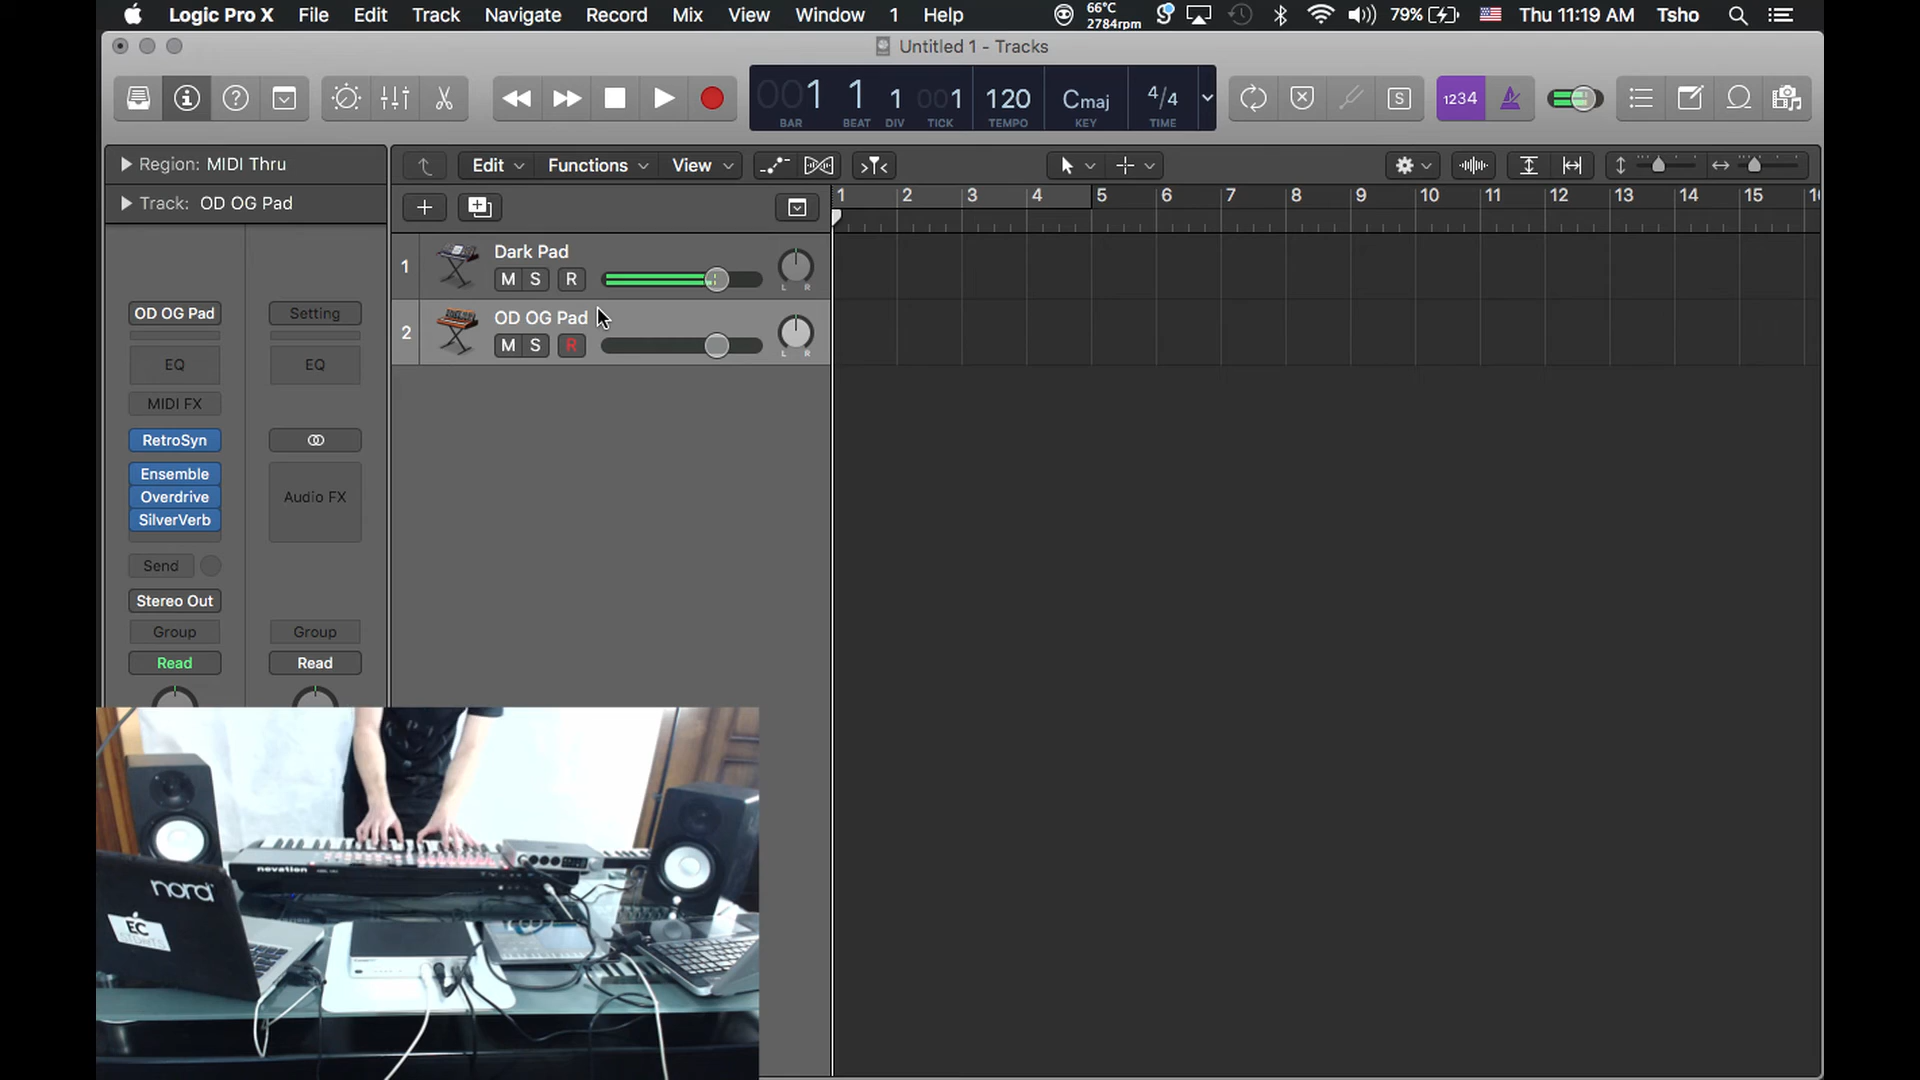 Logic Pro X File Edit Track Navigate Record Mix View Window 1 Help 66°C 2784rpm 79% Thu 11:19 AM Tsho
Untitled 1 - Tracks
001 1 1 001 120 Cmaj 4/4 S 1234
BAR BEAT DIV TICK TEMPO KEY TIME
Region: MIDI Thru
Edit Functions View
Track: OD OG Pad
1 2 3 4 5 6 7 8 9 10 11 12 13 14 15
1 Dark Pad
M S R L R
2 OD OG Pad
M S R L R
OD OG Pad Setting
EQ EQ
MIDI FX
RetroSyn
Ensemble
Overdrive Audio FX
SilverVerb
Send
Stereo Out
Group Group
Read Read
novation
nord
EC